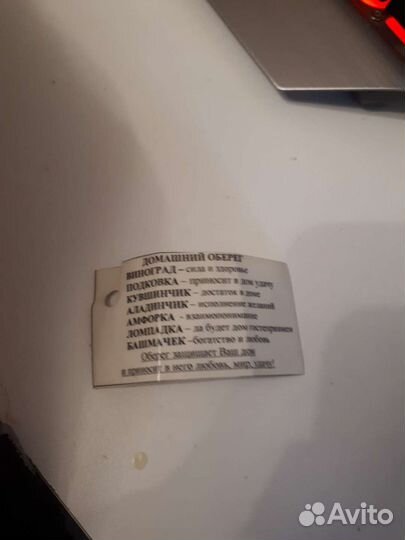 ДОМАШНИЙ ОБЕРЕГ
ВИНОГРАД – сила и здоровье
ПОДКОВКА – приносит в дом удачу
КУВШИНЧИК – достаток в доме
АЛАДИНЧИК – исполнение желаний
АМФОРКА - взаимопонимание
ЛОМПАДКА – да будет дом гостеприимен
БАШМАЧЕК –богатство и любовь
Оберег защищает Ваш дом
и приносит в него любовь, мир, удачу!
Avito